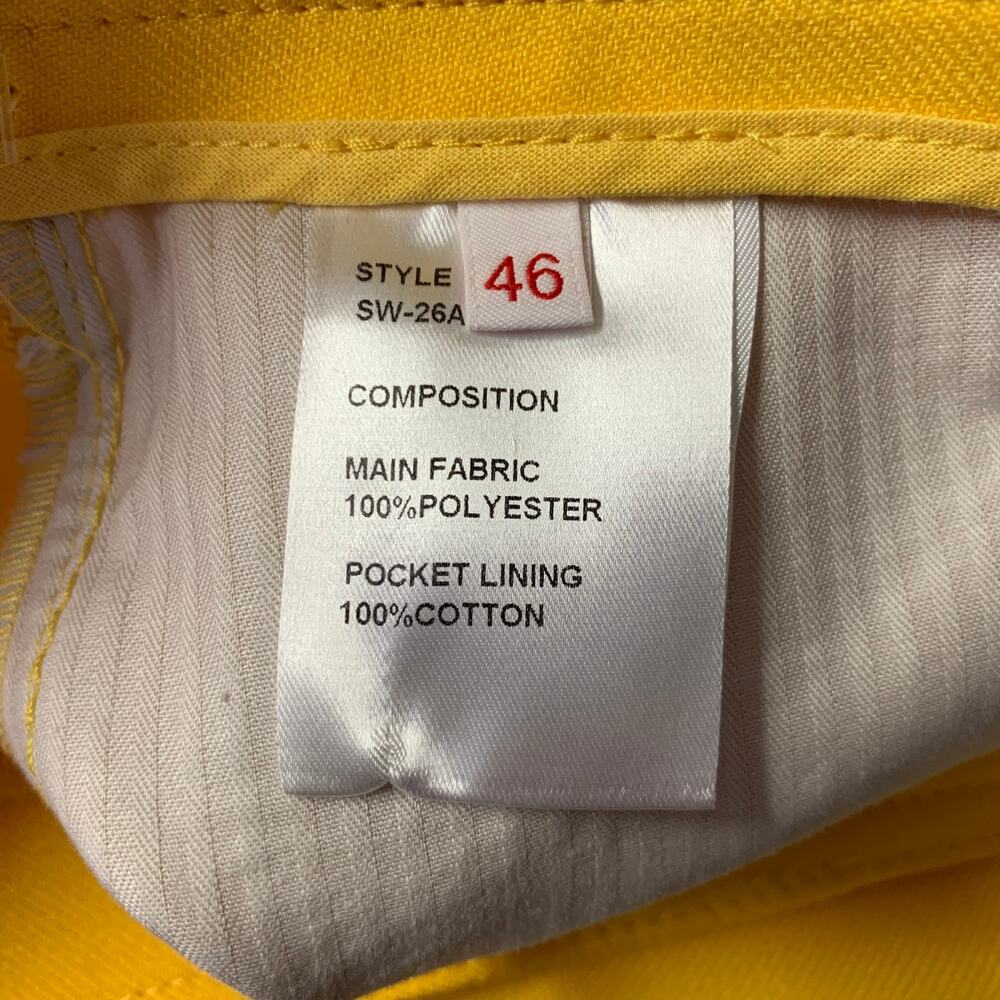 46
STYLE
SW-26A
COMPOSITION
MAIN FABRIC
100%POLYESTER
POCKET LINING
100%COTTON